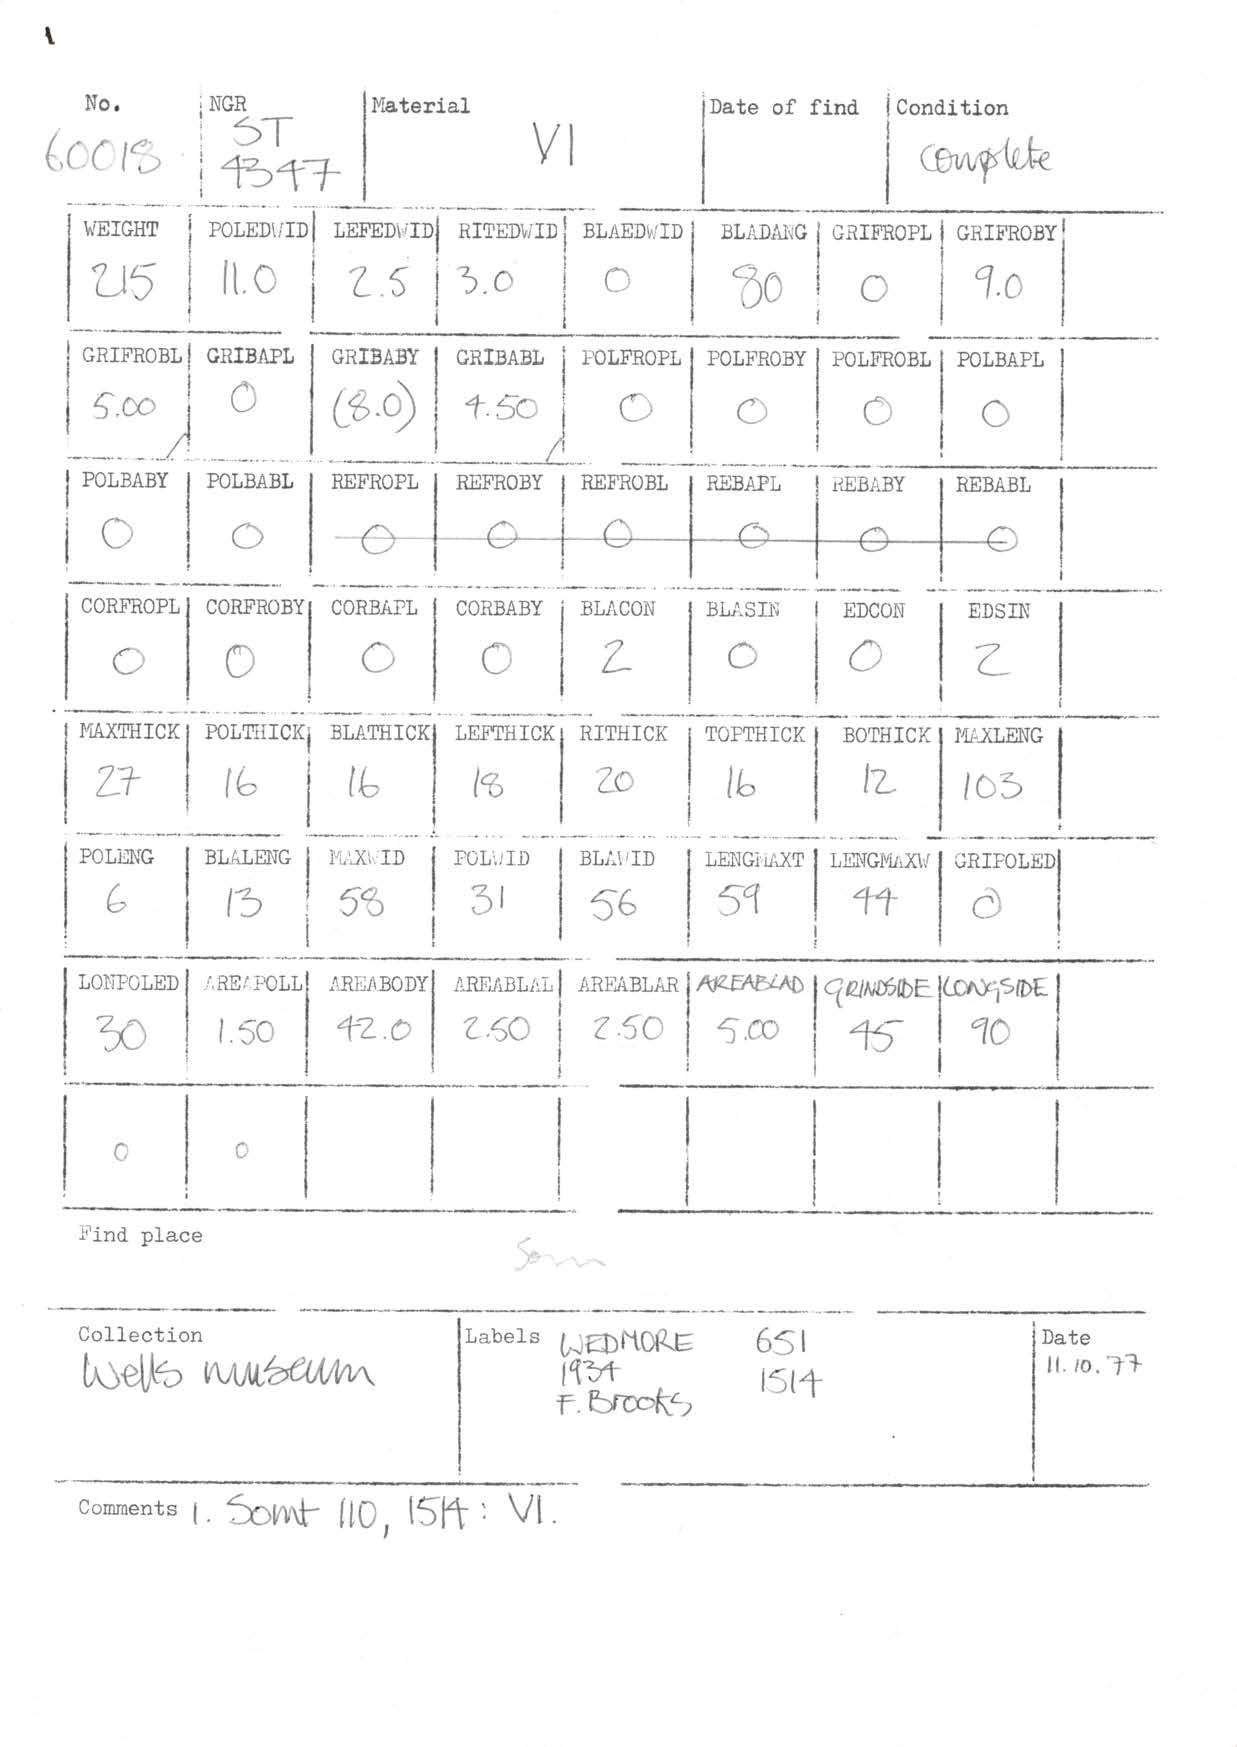 No. NGR Material Date of find Condition
60018 ST 4347 VI complete
WEIGHT POLEDWID LEFEDWID RITEDWID BLAEDWID BLADANG GRIFROPL GRIFROBY
215 11.0 2.5 3.0 0 80 0 9.0
GRIFROBL GRIBAPL GRIBABY GRIBABL POLFROPL POLFROBY POLFROBL POLBAPL
5.00 0 (8.0) 4.50 0 0 0 0
POLBABY POLBABL REFROPL REFROBY REFROBL REBAPL REBABY REBABL
0 0 0 0 0 0 0 0
CORFROPL CORFROBY CORBAPL CORBABY BLACON BLASIN EDCON EDSIN
0 0 0 0 2 0 0 2
MAXTHICK POLTHICK BLATHICK LEFTHICK RITHICK TOPTHICK BOTHICK MAXLENG
27 16 16 18 20 16 12 103
POLENG BLALENG MAXWID POLWID BLAWID LENGMAXT LENGMAXW GRIPOLED
6 13 58 31 56 59 44 0
LONPOLED AREAPOLL AREABODY AREABLAL AREABLAR AREABLAD GRINDSIDE LONGSIDE
30 1.50 42.0 2.50 2.50 5.00 45 90
0 0
Find place
Som
Collection Labels WEDMORE 651 Date
Wells museum 1934 1514 11.10.77
F. Brooks
Comments 1. Somt 110, 1514 : VI.